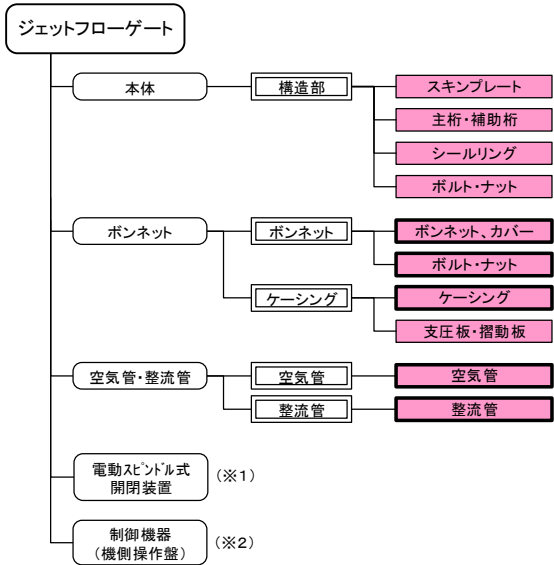 ジェットフローゲート
本体
構造部
スキンプレート
主桁・補助桁
シールリング
ボルト・ナット
ボンネット
ボンネット
ボンネット、カバー
ボルト・ナット
ケーシング
ケーシング
支圧板・摺動板
空気管・整流管
空気管
空気管
整流管
整流管
電動スピンドル式
開閉装置
(※1)
制御機器
(機側操作盤)
(※2)